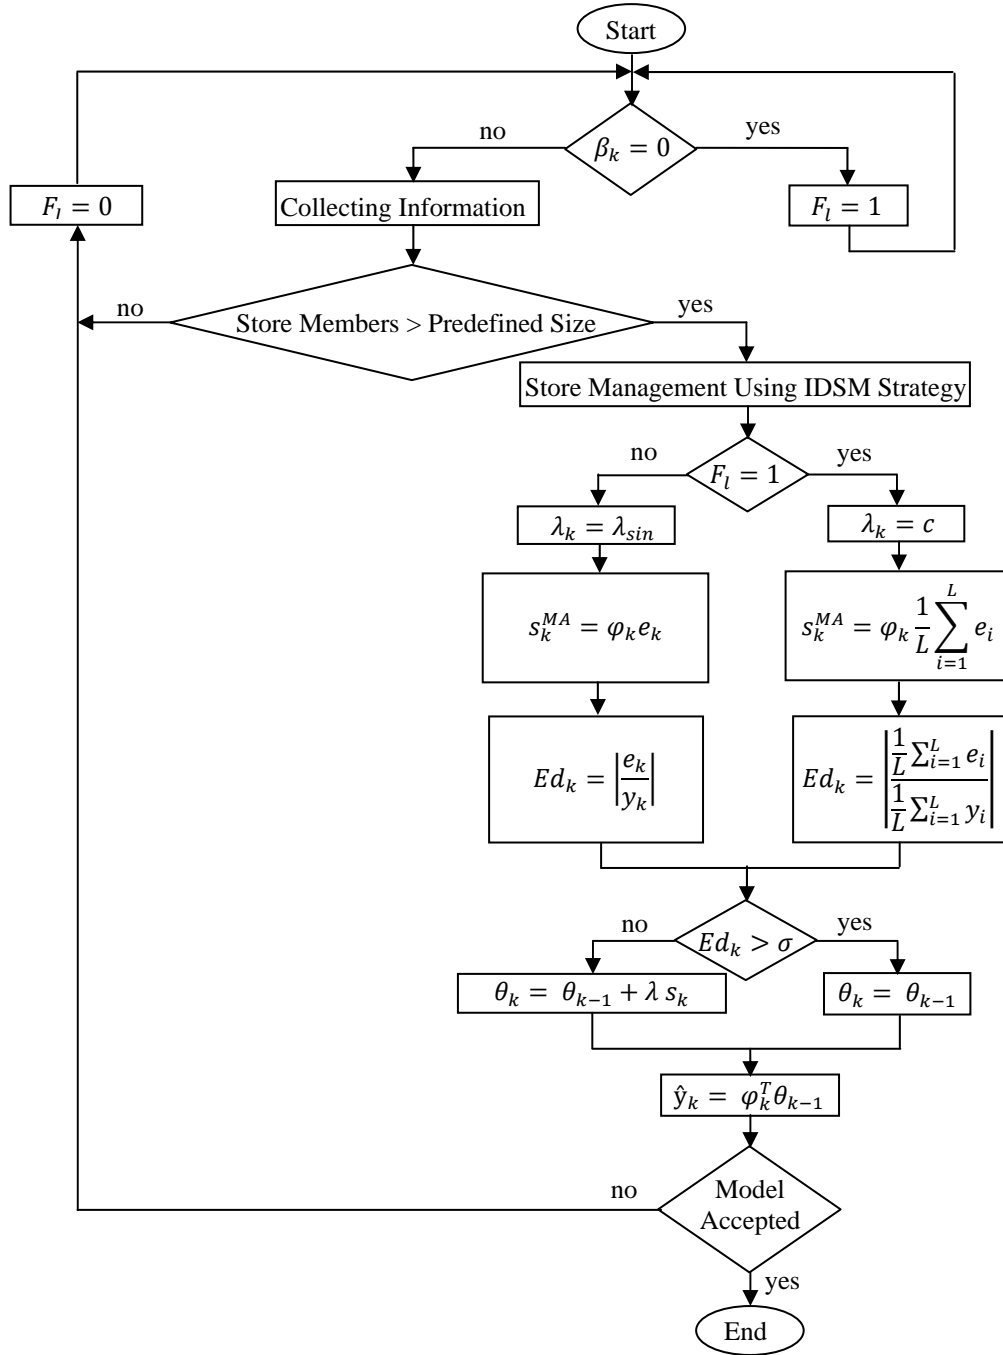 Start
no
yes
β_k = 0
F_l = 0
Collecting Information
F_l = 1
no
yes
Store Members > Predefined Size
Store Management Using IDSM Strategy
no
yes
F_l = 1
λ_k = λ_sin
λ_k = c
s_k^MA = φ_k e_k
s_k^MA = φ_k 1/L ∑_{i=1}^{L} e_i
Ed_k = |e_k / y_k|
Ed_k = |(1/L ∑_{i=1}^{L} e_i) / (1/L ∑_{i=1}^{L} y_i)|
no
yes
Ed_k > σ
θ_k = θ_{k−1} + λ s_k
θ_k = θ_{k−1}
ŷ_k = φ_k^T θ_{k−1}
no
Model
Accepted
yes
End